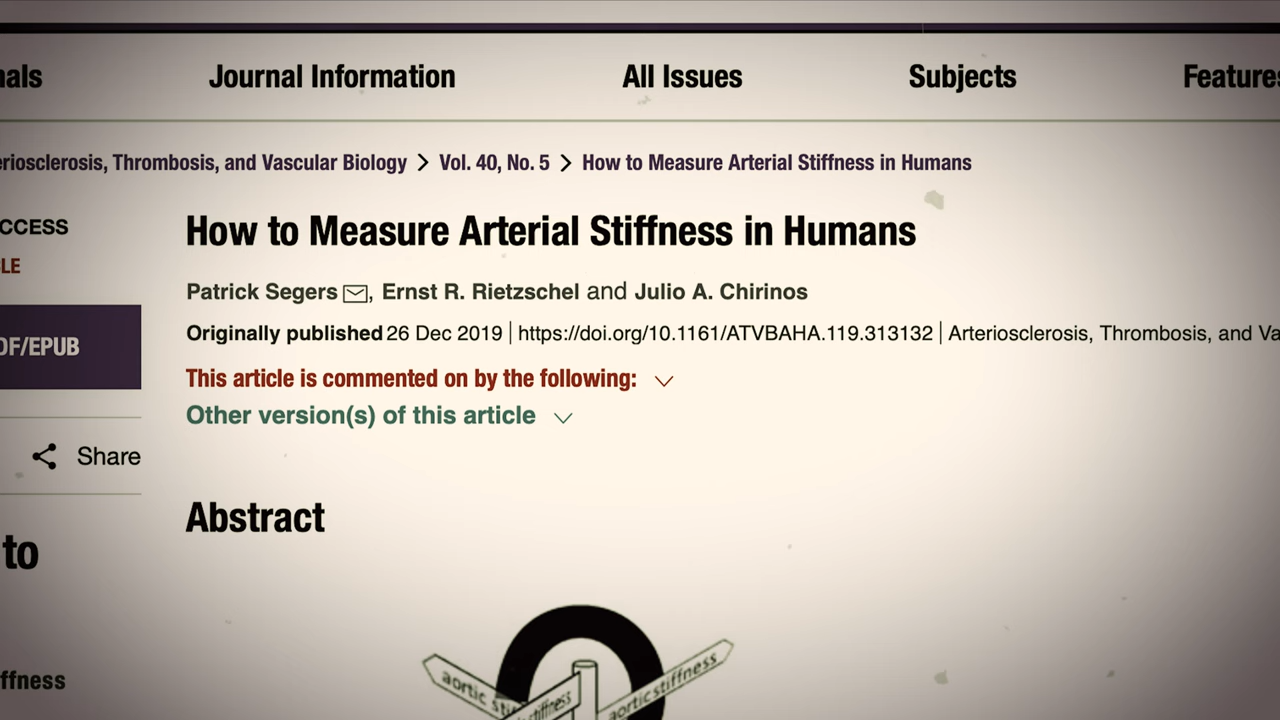 nals Journal Information All Issues Subjects Features
eriosclerosis, Thrombosis, and Vascular Biology > Vol. 40, No. 5 > How to Measure Arterial Stiffness in Humans
CCESS
How to Measure Arterial Stiffness in Humans
LE
Patrick Segers, Ernst R. Rietzschel and Julio A. Chirinos
DF/EPUB
Originally published 26 Dec 2019 | https://doi.org/10.1161/ATVBAHA.119.313132 | Arteriosclerosis, Thrombosis, and Va
This article is commented on by the following:
Other version(s) of this article
Share
Abstract
to
ffness
aortic sti
stiffness
aortic stiffness